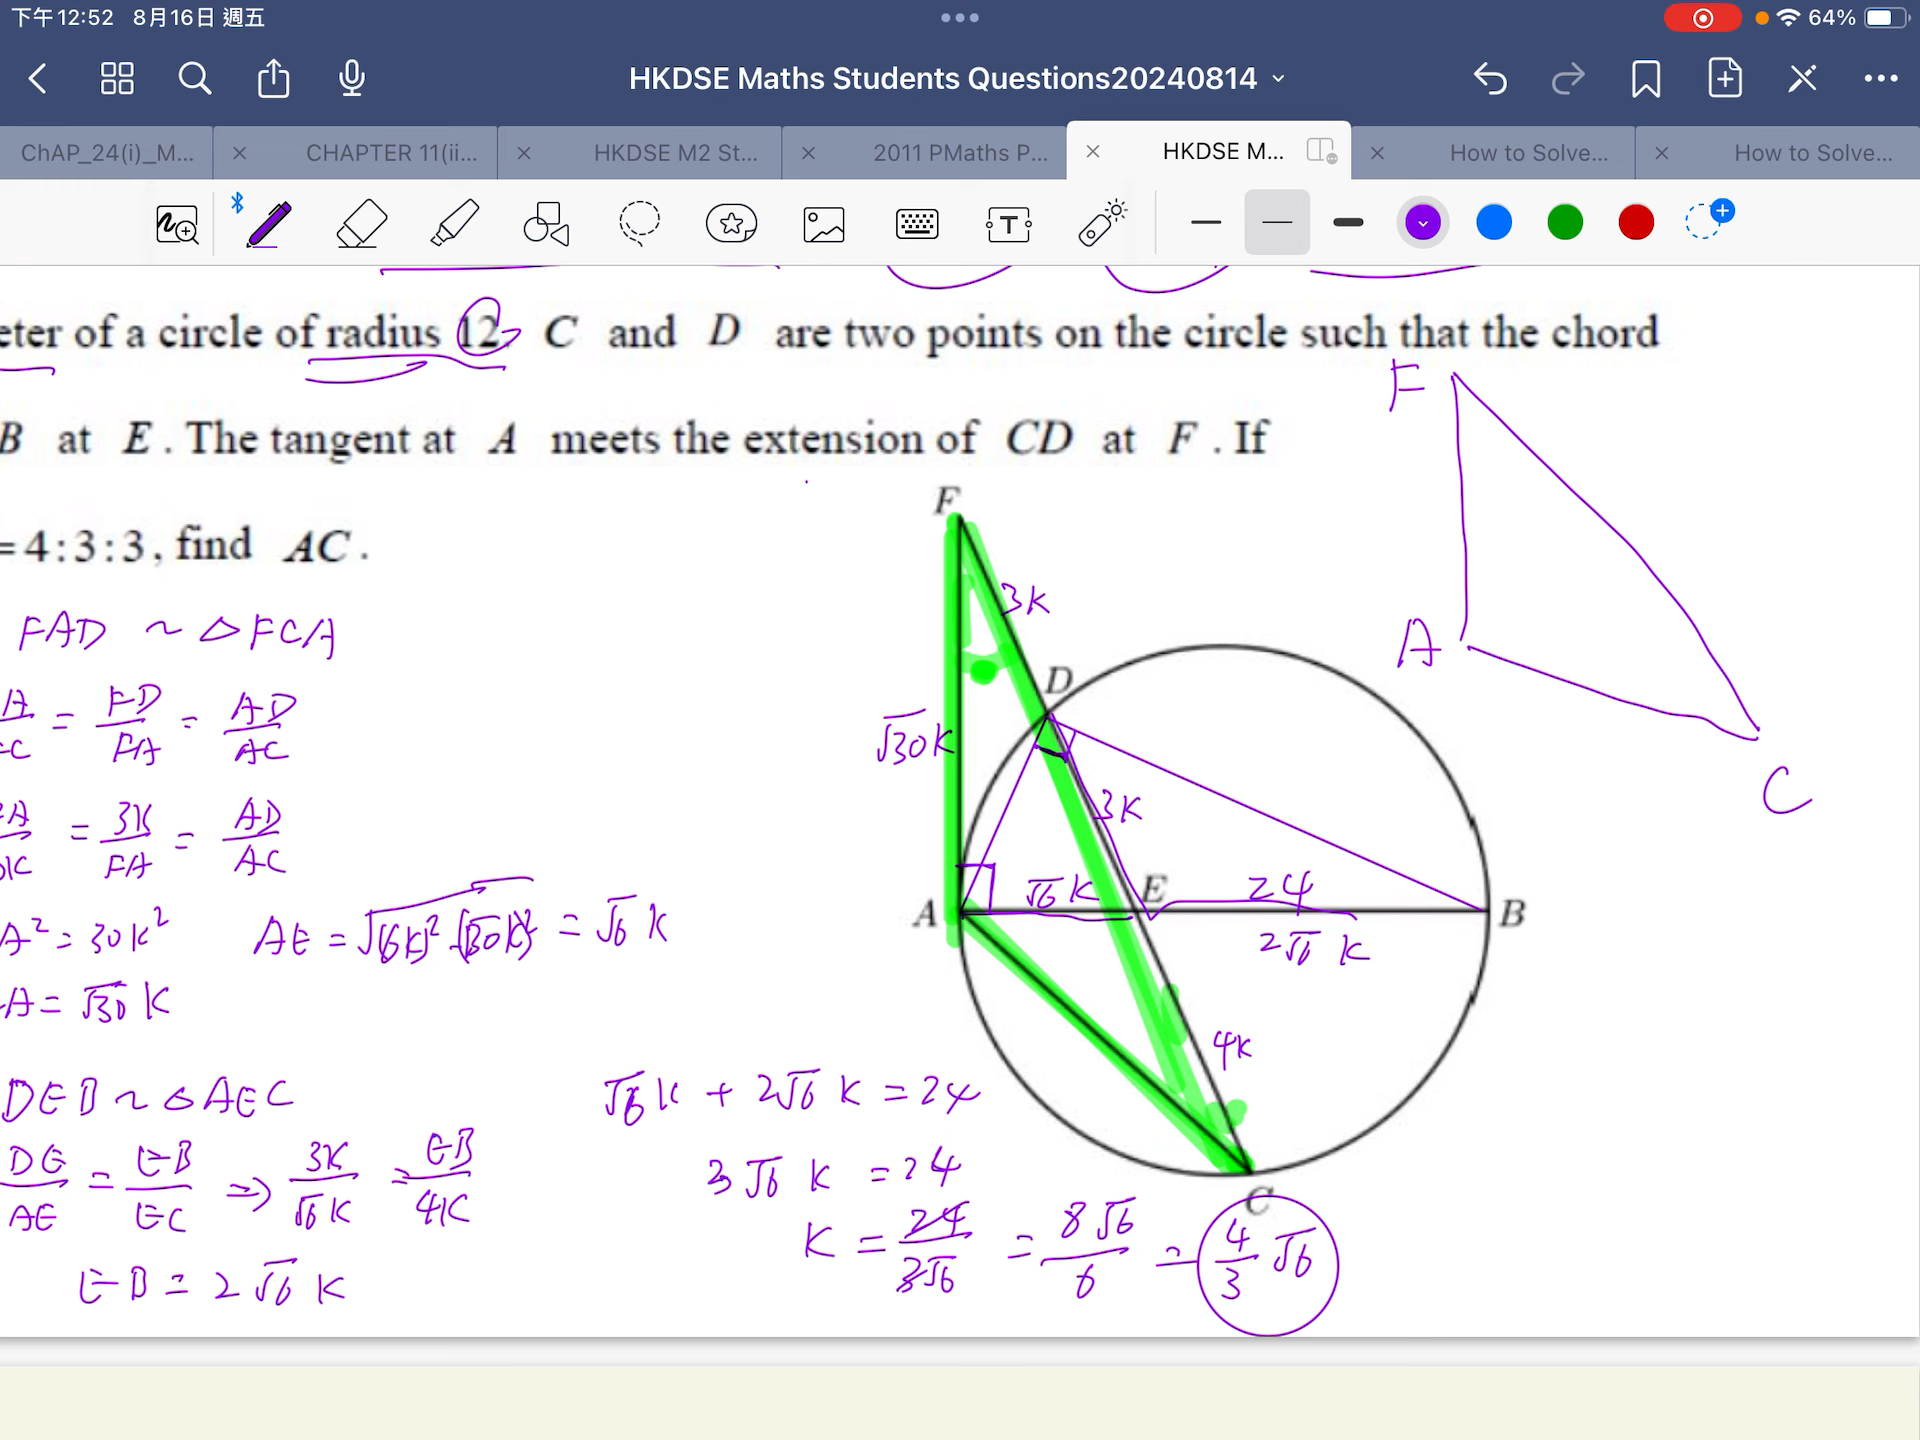 下午12:52 8月16日 週五
64%
HKDSE Maths Students Questions20240814
ChAP_24(i)_M...
CHAPTER 11(ii...
HKDSE M2 St...
2011 PMaths P...
HKDSE M...
How to Solve...
How to Solve...
eter of a circle of radius 12, C and D are two points on the circle such that the chord
B at E . The tangent at A meets the extension of CD at F . If
=4:3:3, find AC .
FAD ~ △FCA
A/C = FD/FA = AD/AC
A/0K = 3K/FA = AD/AC
A² = 30K²
AE = √(6K)²-(√30K)² = √6 K
A = √30 K
DEB ~ △AEC
DE/AE = EB/EC ⇒ 3K/√6K = EB/4K
EB = 2√6 K
√6K + 2√6 K = 24
3√6 K = 24
K = 24/3√6 = 8√6/6 = 4/3 √6
F
3K
D
√30K
3K
A
√6K
E
24
B
2√6 K
4K
C
F
A
C